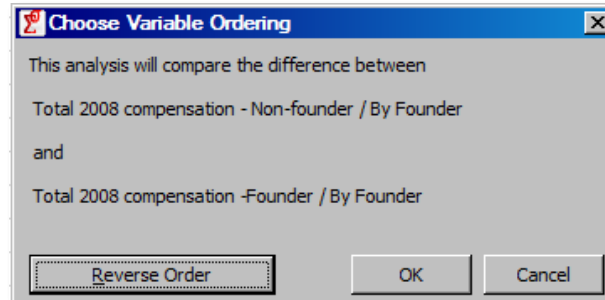 Choose Variable Ordering
This analysis will compare the difference between
Total 2008 compensation - Non-founder / By Founder
and
Total 2008 compensation -Founder / By Founder
Reverse Order
OK
Cancel